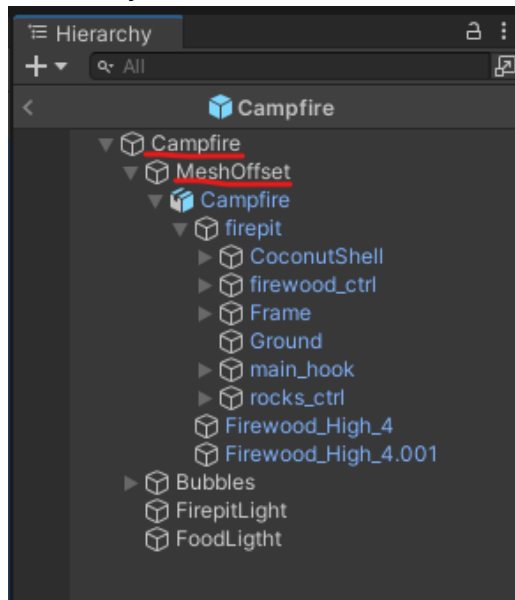 Hierarchy
All
Campfire
Campfire
MeshOffset
Campfire
firepit
CoconutShell
firewood_ctrl
Frame
Ground
main_hook
rocks_ctrl
Firewood_High_4
Firewood_High_4.001
Bubbles
FirepitLight
FoodLigtht